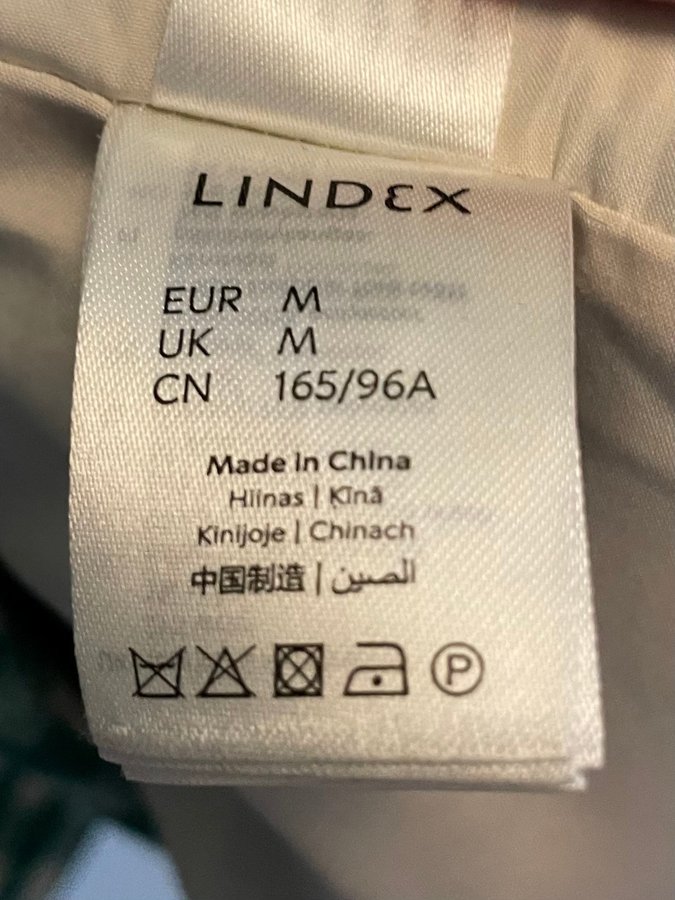 LINDEX
EUR M
UK M
CN 165/96A
Made in China
Hiinas | Ķīnā
Kinijoje | Chinach
中国制造 | الصين
P